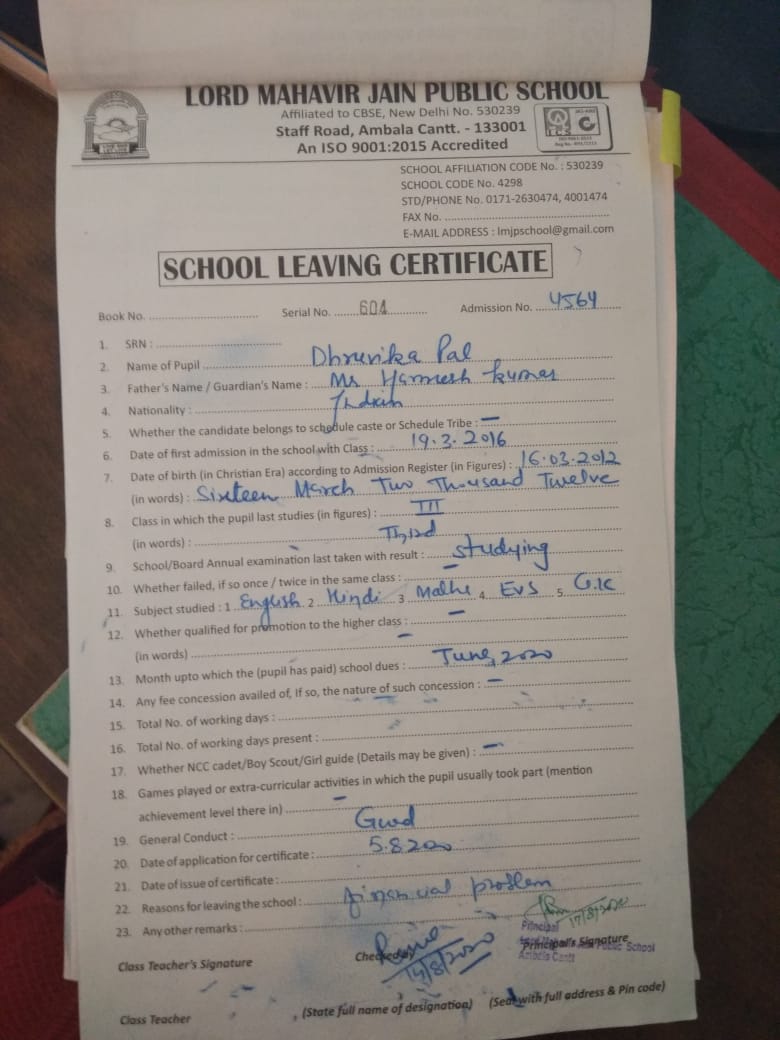 LORD MAHAVIR JAIN PUBLIC SCHOOL
Affiliated to CBSE, New Delhi No. 530239
Staff Road, Ambala Cantt. - 133001
An ISO 9001:2015 Accredited
SCHOOL AFFILIATION CODE No. : 530239
SCHOOL CODE No. 4298
STD/PHONE No. 0171-2630474, 4001474
FAX No.
E-MAIL ADDRESS : lmjpschool@gmail.com
SCHOOL LEAVING CERTIFICATE
Book No. Serial No. 604 Admission No. 4564
1. SRN :
2. Name of Pupil Dhruvika Pal
3. Father's Name / Guardian's Name : Mr Harmesh Kumar
4. Nationality : Indian
5. Whether the candidate belongs to schedule caste or Schedule Tribe : —
6. Date of first admission in the school with Class : 19.3.2016
7. Date of birth (in Christian Era) according to Admission Register (in Figures) : 16.03.2012
(in words) : Sixteen March Two Thousand Twelve
8. Class in which the pupil last studies (in figures) : III
(in words) : Third
9. School/Board Annual examination last taken with result : studying
10. Whether failed, if so once / twice in the same class : —
11. Subject studied : 1 English 2 Hindi 3 Maths 4. EVS 5. G.K
12. Whether qualified for promotion to the higher class : —
(in words) —
13. Month upto which the (pupil has paid) school dues : June, 2020
14. Any fee concession availed of, If so, the nature of such concession : —
15. Total No. of working days :
16. Total No. of working days present :
17. Whether NCC cadet/Boy Scout/Girl guide (Details may be given) : —
18. Games played or extra-curricular activities in which the pupil usually took part (mention
achievement level there in) —
19. General Conduct : Good
20. Date of application for certificate : 5.8.2020
21. Date of issue of certificate :
22. Reasons for leaving the school : financial problem
23. Any other remarks :
17/8/2020
Principal
Class Teacher's Signature Checked by Principal's Signature
Public School
14/8/2020 Ambala Cantt
Class Teacher (State full name of designation) (Seal with full address & Pin code)